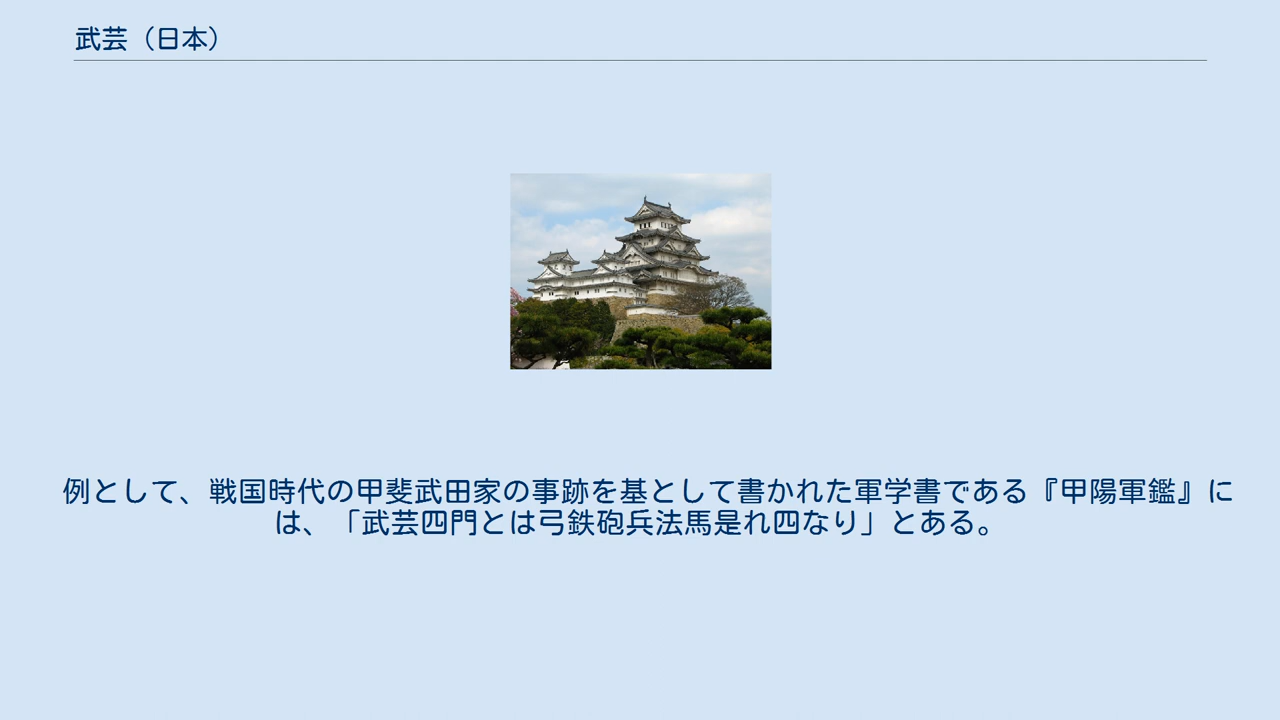 武芸（日本）
例として、戦国時代の甲斐武田家の事跡を基として書かれた軍学書である『甲陽軍鑑』に
は、「武芸四門とは弓鉄砲兵法馬是れ四なり」とある。